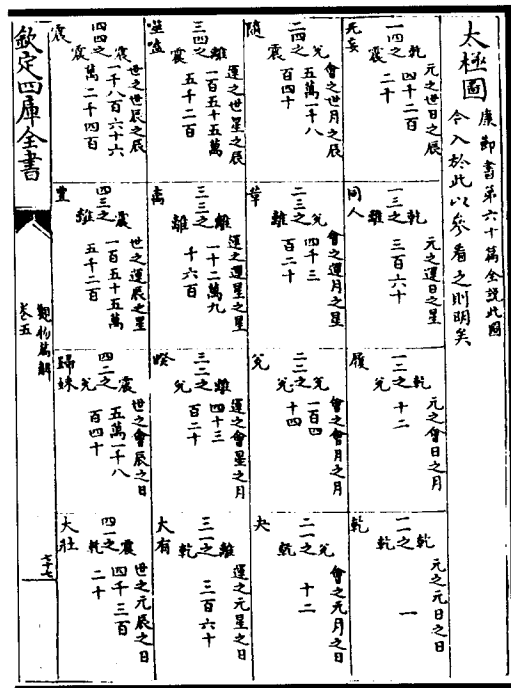 太極圖
康節書第六十篇全説此圖
今入於此以參看之則明矣
元之元日之日
乾
一之一
乾
一
乾
元之會日之月
乾
一二之
兌
十二
履
元之運日之星
乾
一三之
離
三百六十
同人
元之世日之辰
乾
一四之
震
四千二百
二十
无妄
會之元月之日
兌
二一之
乾
十二
夬
會之會月之月
兌
二二之
兌
一百四
十四
兌
會之運月之星
兌
二三之
離
四千三
百二十
革
會之世月之辰
兌
二四之
震
五萬一千八
百四十
隨
運之元星之日
離
三一之
乾
三百六十
大有
運之會星之月
離
三二之
兌
四千三
百二十
睽
運之運星之星
離
三三之
離
一十二萬九
千六百
离
運之世星之辰
離
三四之
震
一百五十五萬
五千二百
噬嗑
世之元辰之日
震
四一之
乾
四千三百
二十
大壯
世之會辰之日
震
四二之
兌
五萬一千八
百四十
歸妹
世之運辰之星
震
四三之
離
一百五十五萬
五千二百
豐
世之世辰之辰
震
四四之
震
一千八百六十六
萬二千四百
震
欽定四庫全書
觀物篇解
卷五